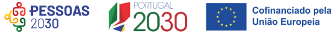 PESSOAS
2030
PORTUGAL
2030
Cofinanciado pela
União Europeia